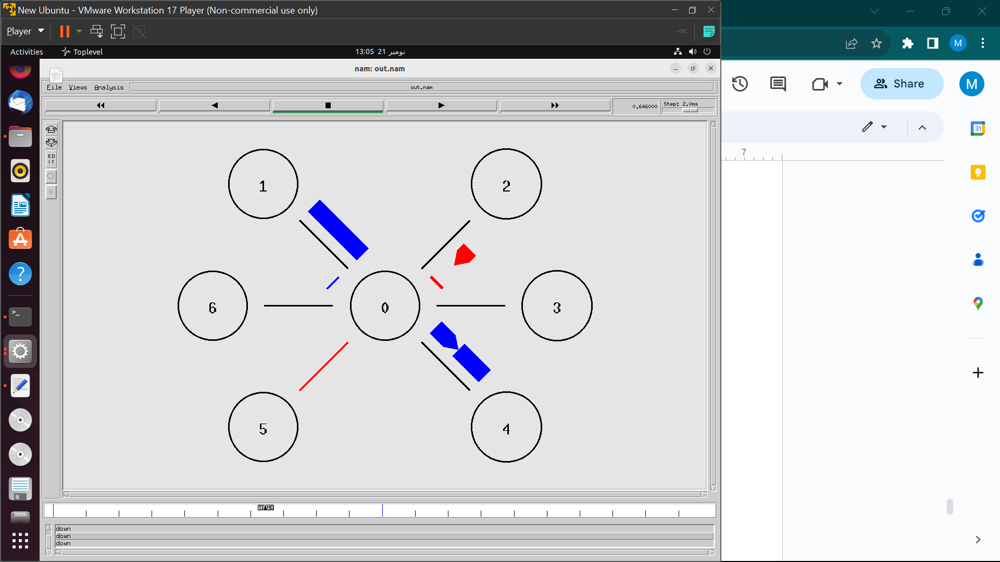 New Ubuntu - VMware Workstation 17 Player (Non-commercial use only)
Player
Activities
Toplevel
نومبر 21 13:05
nam: out.nam
File Views Analysis
out.nam
0.646000
Step: 2.0ms
ED
IT
1
2
6
0
3
5
4
TIME
down
down
down
M
Share
M
7
31